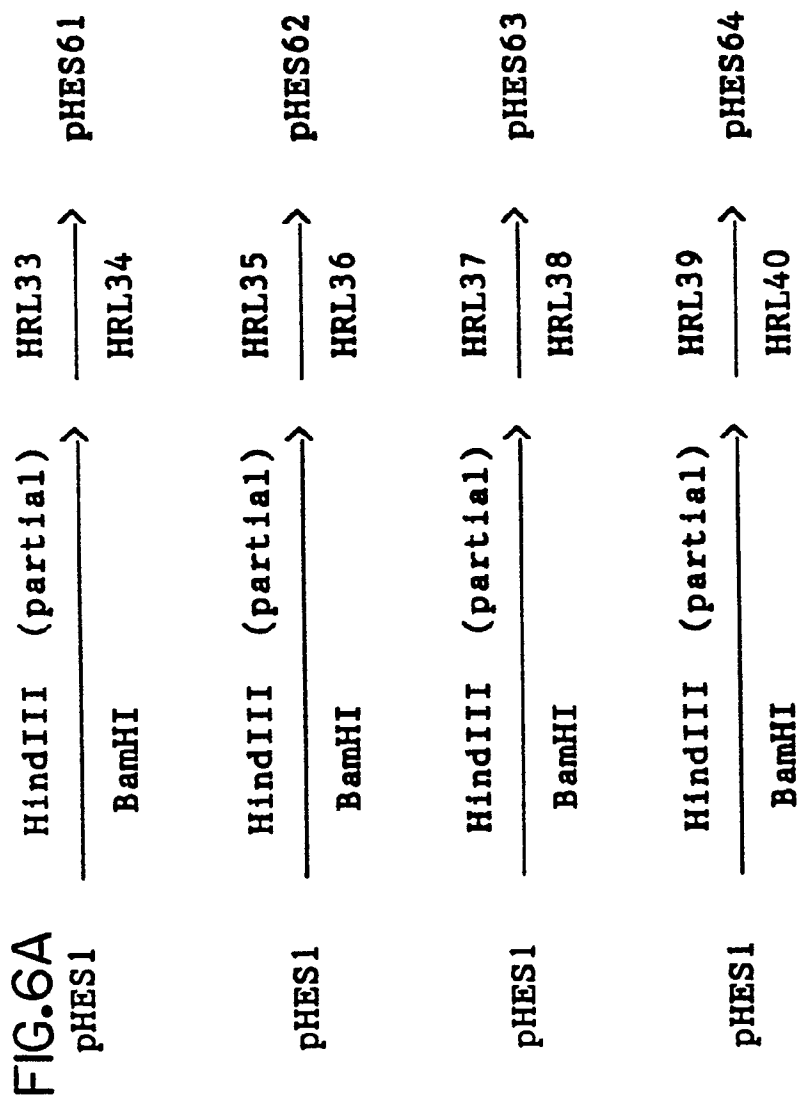 FIG.6A
HindIII (partial) HRL33
pHES1 pHES61
BamHI HRL34
HindIII (partial) HRL35
pHES1 pHES62
BamHI HRL36
HindIII (partial) HRL37
pHES1 pHES63
BamHI HRL38
HindIII (partial) HRL39
pHES1 pHES64
BamHI HRL40